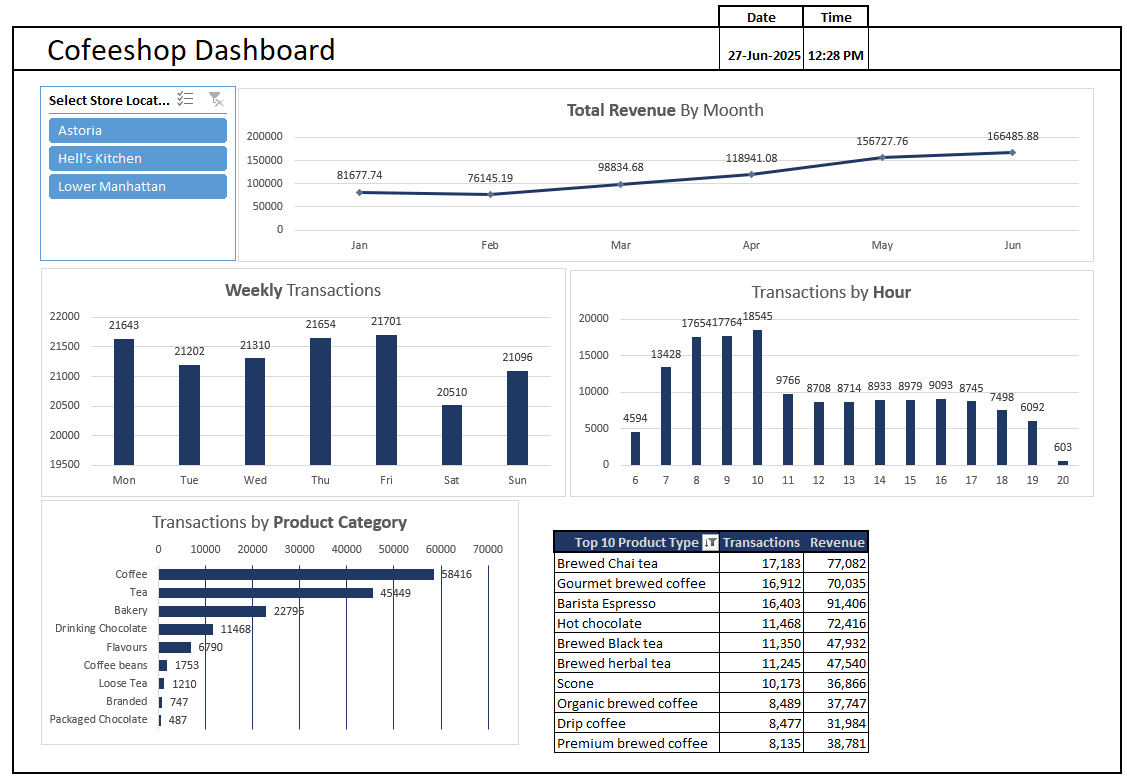 Date Time
Cofeeshop Dashboard
27-Jun-2025 12:28 PM
Select Store Locat...
Astoria
Hell's Kitchen
Lower Manhattan
Total Revenue By Moonth
200000
150000
100000
50000
0
81677.74 76145.19 98834.68 118941.08 156727.76 166485.88
Jan Feb Mar Apr May Jun
Weekly Transactions
22000
21500
21000
20500
20000
19500
21643 21202 21310 21654 21701 20510 21096
Mon Tue Wed Thu Fri Sat Sun
Transactions by Hour
20000
15000
10000
5000
0
4594 13428 17654 17764 18545 9766 8708 8714 8933 8979 9093 8745 7498 6092 603
6 7 8 9 10 11 12 13 14 15 16 17 18 19 20
Transactions by Product Category
0 10000 20000 30000 40000 50000 60000 70000
Coffee 58416
Tea 45449
Bakery 22796
Drinking Chocolate 11468
Flavours 6790
Coffee beans 1753
Loose Tea 1210
Branded 747
Packaged Chocolate 487
Top 10 Product Type Transactions Revenue
Brewed Chai tea 17,183 77,082
Gourmet brewed coffee 16,912 70,035
Barista Espresso 16,403 91,406
Hot chocolate 11,468 72,416
Brewed Black tea 11,350 47,932
Brewed herbal tea 11,245 47,540
Scone 10,173 36,866
Organic brewed coffee 8,489 37,747
Drip coffee 8,477 31,984
Premium brewed coffee 8,135 38,781